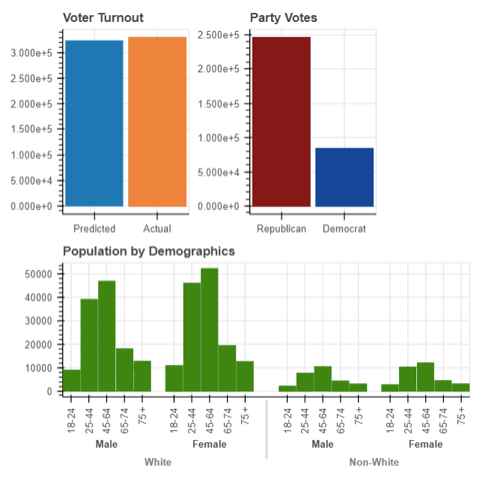 Voter Turnout
3.000e+5
2.500e+5
2.000e+5
1.500e+5
1.000e+5
5.000e+4
0.000e+0
Predicted
Actual
Party Votes
2.500e+5
2.000e+5
1.500e+5
1.000e+5
5.000e+4
0.000e+0
Republican
Democrat
Population by Demographics
50000
40000
30000
20000
10000
0
18-24 25-44 45-64 65-74 75+ 18-24 25-44 45-64 65-74 75+ 18-24 25-44 45-64 65-74 75+ 18-24 25-44 45-64 65-74 75+
Male Female Male Female
White Non-White